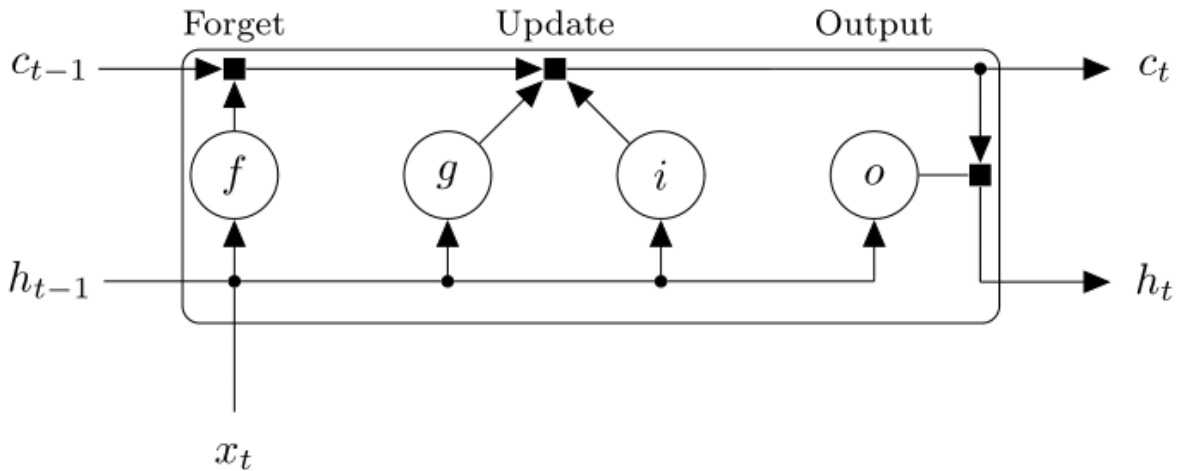 Forget Update Output
c_{t−1} c_t
f g i o
h_{t−1} h_t
x_t